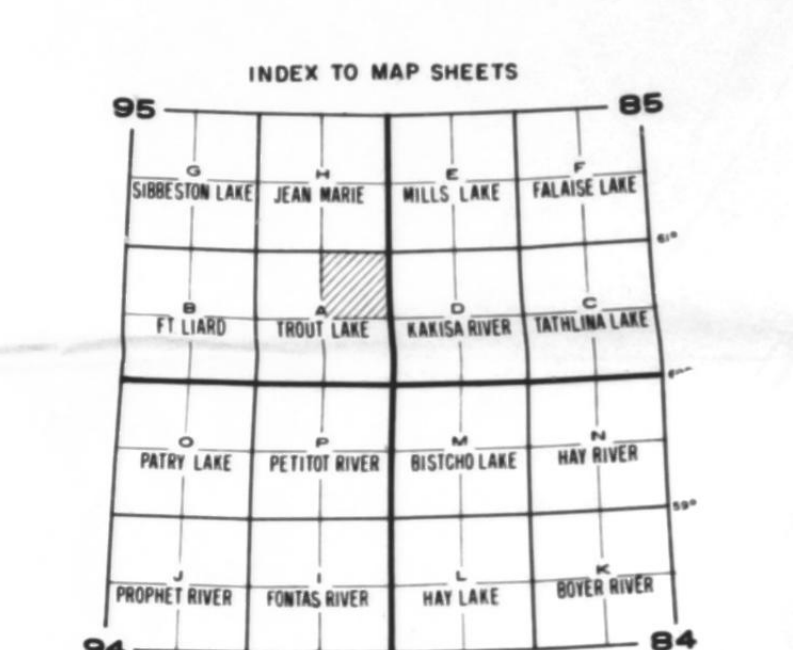 INDEX TO MAP SHEETS
95 85
G H E F
SIBBESTON LAKE JEAN MARIE MILLS LAKE FALAISE LAKE
61°
B A D C
FT LIARD TROUT LAKE KAKISA RIVER TATHLINA LAKE
O P M N
PATRY LAKE PETITOT RIVER BISTCHO LAKE HAY RIVER
59°
J I L K
PROPHET RIVER FONTAS RIVER HAY LAKE BOYER RIVER
94 84